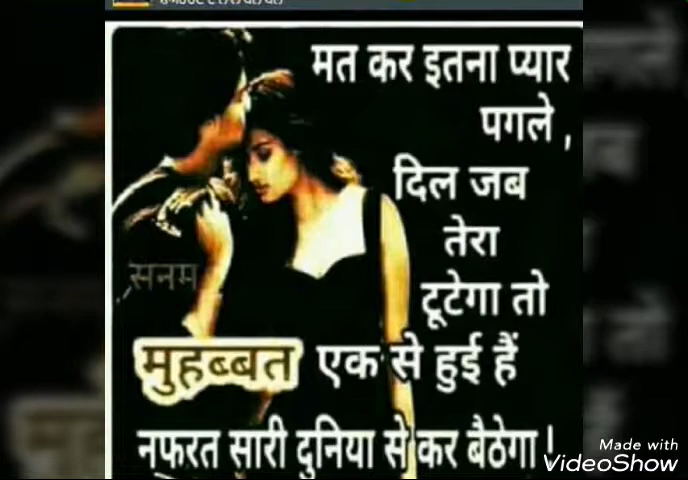 मत कर इतना प्यार
पगले ,
दिल जब
तेरा
टूटेगा तो
सनम
मुहब्बत एक से हुई हैं
नफरत सारी दुनिया से कर बैठेगा !
Made with
VideoShow